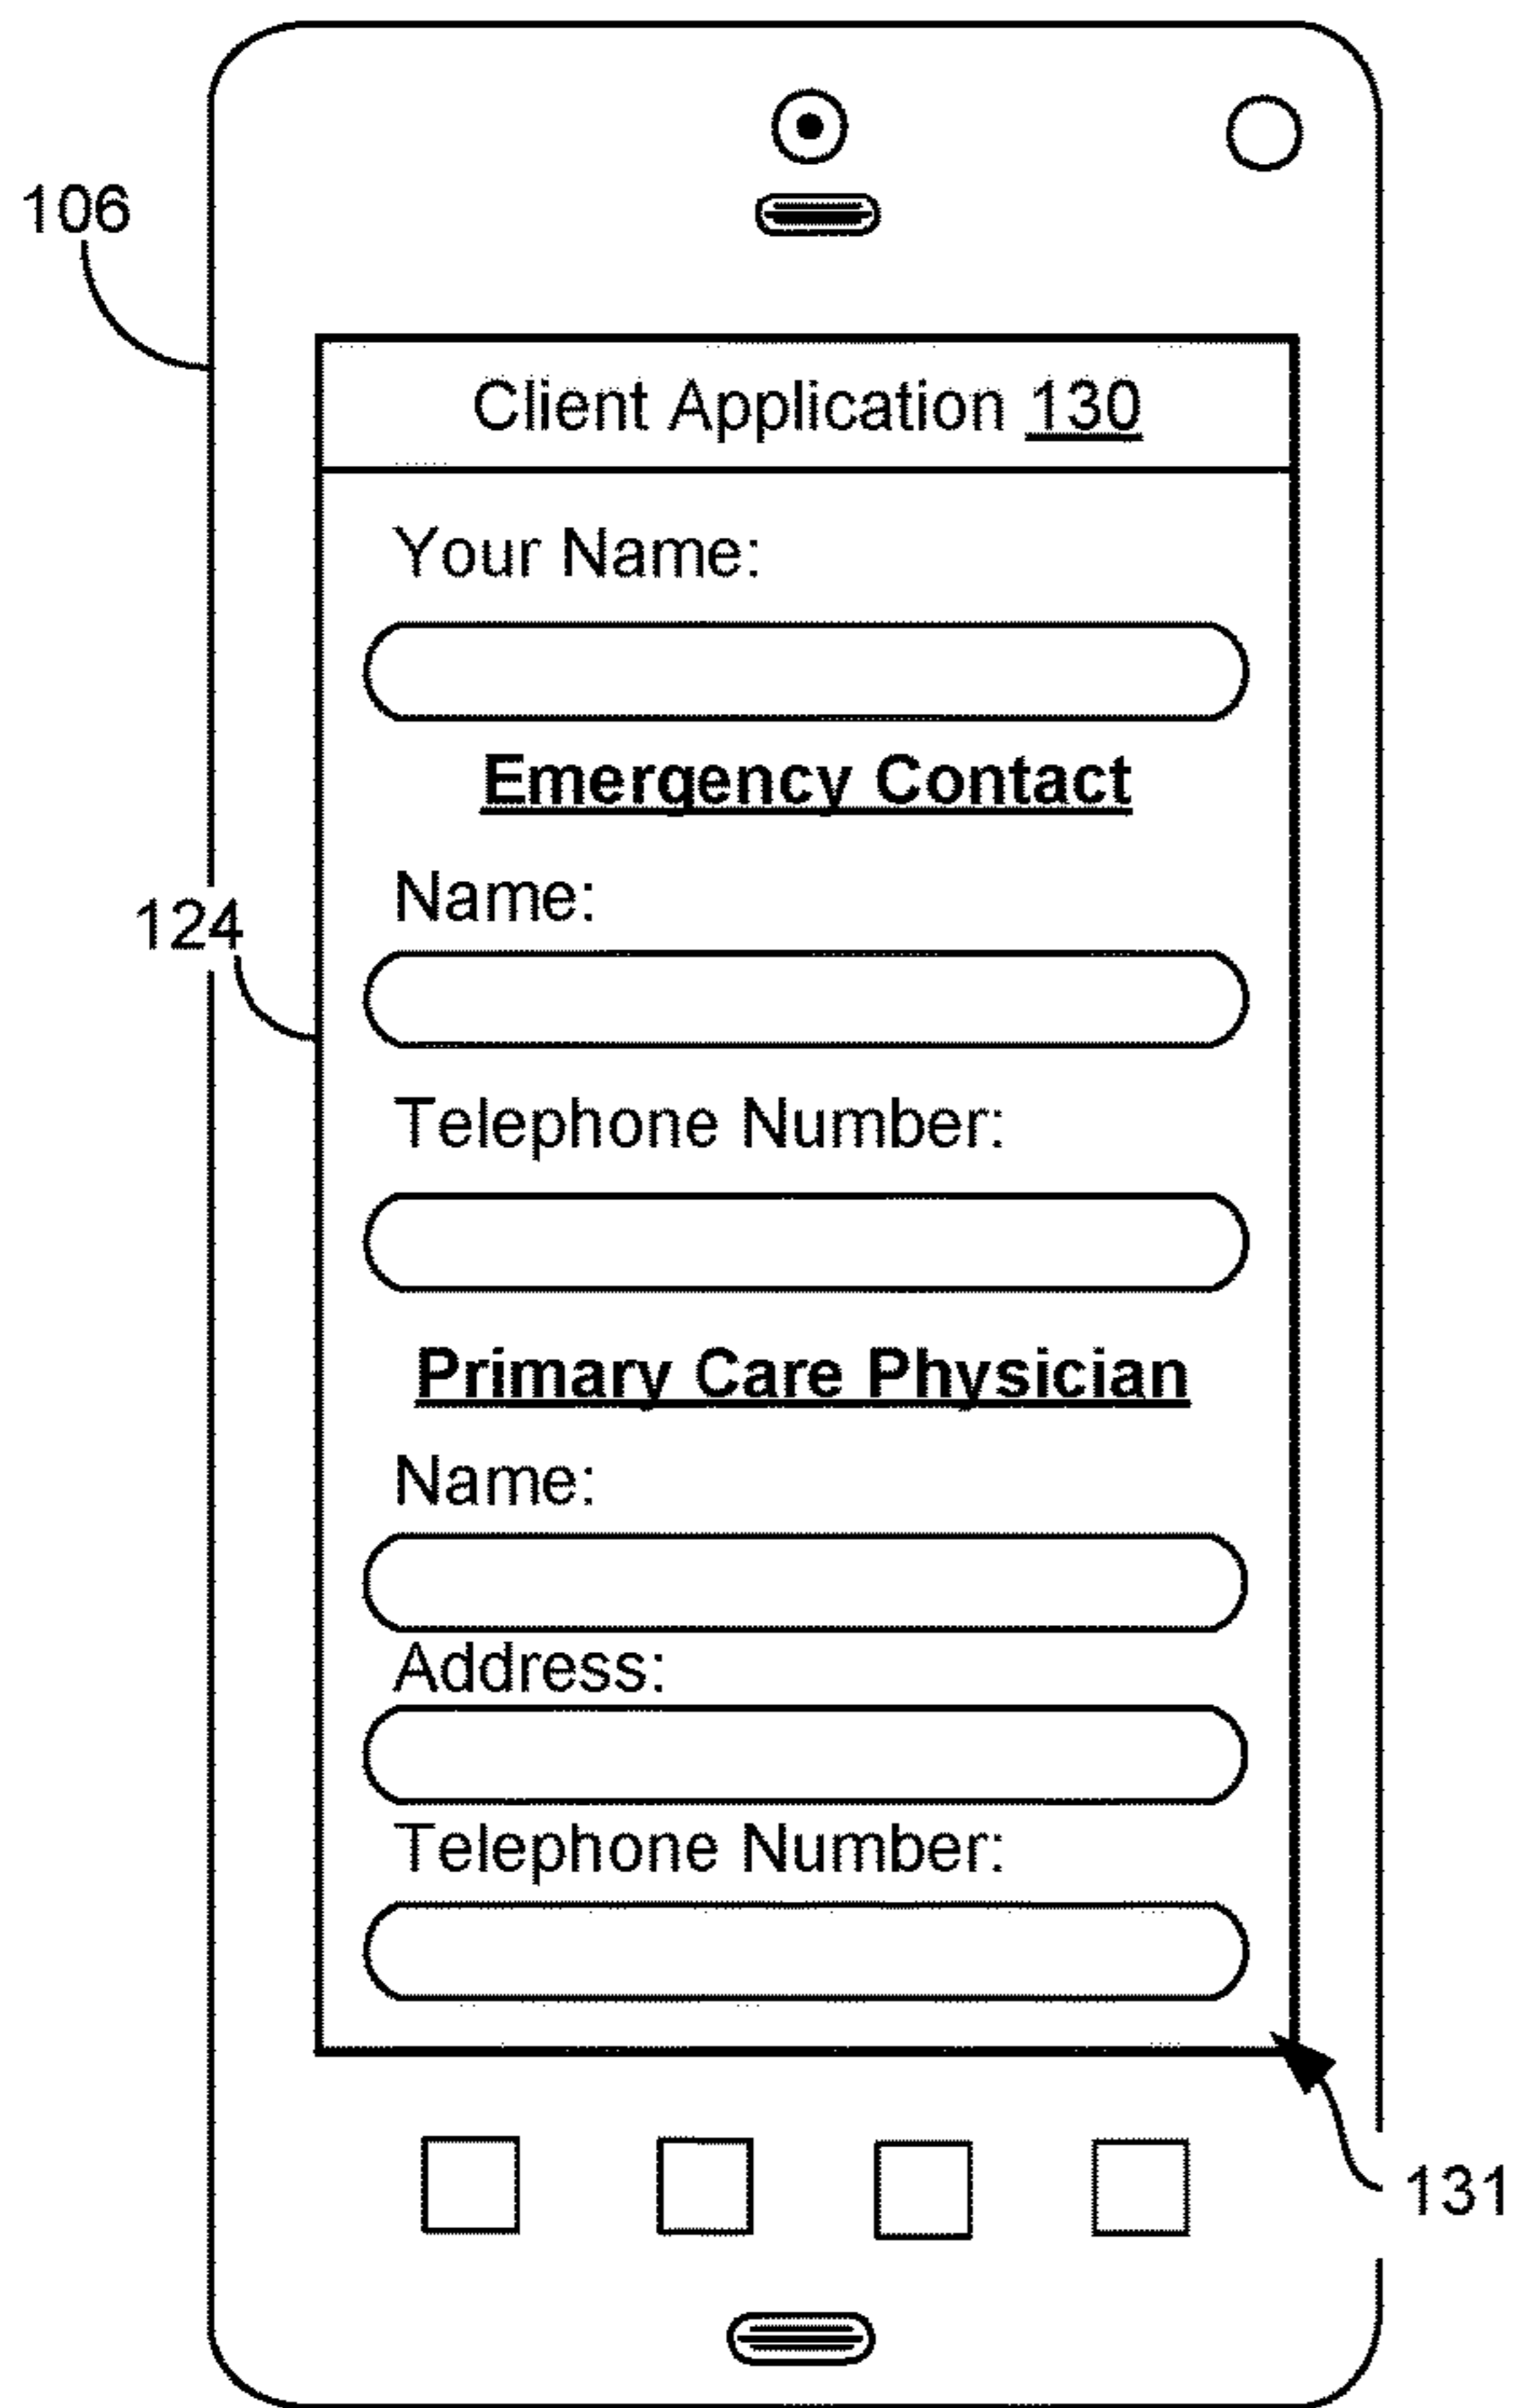 106
Client Application 130
Your Name:
Emergency Contact
Name:
124
Telephone Number:
Primary Care Physician
Name:
Address:
Telephone Number:
131